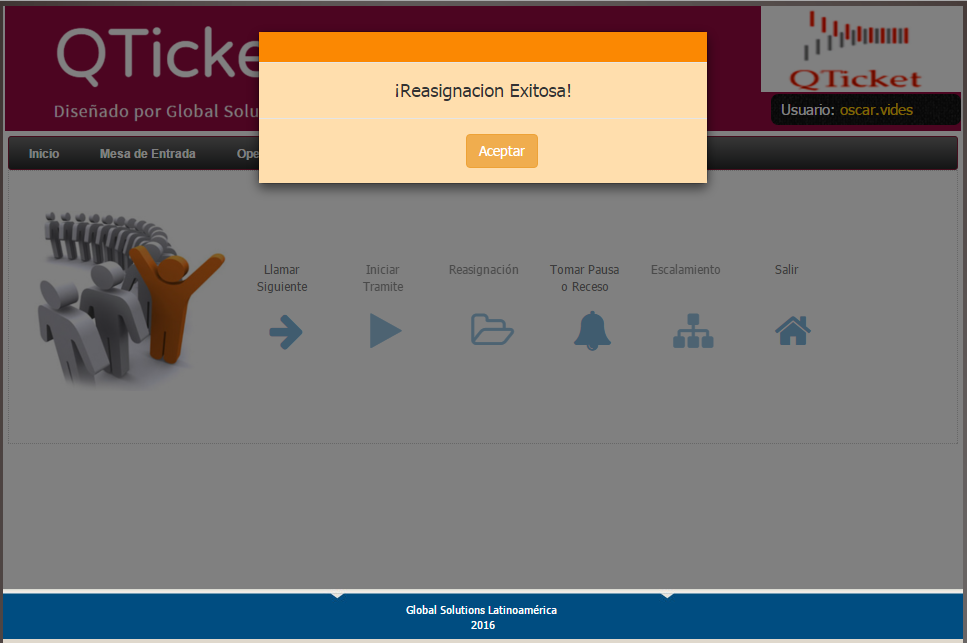 QTicke
Diseñado por Global Solu
QTicket
Usuario: oscar.vides
¡Reasignacion Exitosa!
Aceptar
Inicio Mesa de Entrada Ope
Llamar
Siguiente
Iniciar
Tramite
Reasignación
Tomar Pausa
o Receso
Escalamiento
Salir
Global Solutions Latinoamérica
2016